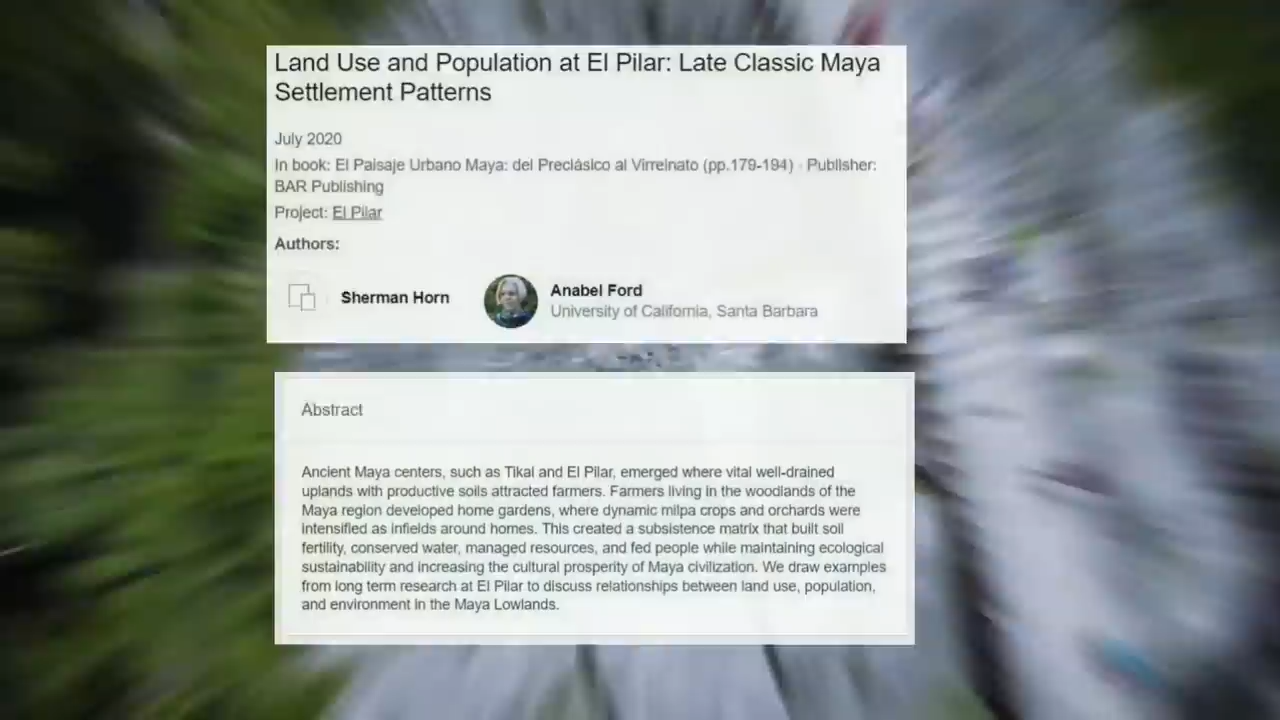 Land Use and Population at El Pilar: Late Classic Maya
Settlement Patterns
July 2020
In book: El Paisaje Urbano Maya: del Preclásico al Virreinato (pp.179-194) · Publisher:
BAR Publishing
Project: El Pilar
Authors:
Sherman Horn
Anabel Ford
University of California, Santa Barbara
Abstract
Ancient Maya centers, such as Tikal and El Pilar, emerged where vital well-drained
uplands with productive soils attracted farmers. Farmers living in the woodlands of the
Maya region developed home gardens, where dynamic milpa crops and orchards were
intensified as infields around homes. This created a subsistence matrix that built soil
fertility, conserved water, managed resources, and fed people while maintaining ecological
sustainability and increasing the cultural prosperity of Maya civilization. We draw examples
from long term research at El Pilar to discuss relationships between land use, population,
and environment in the Maya Lowlands.